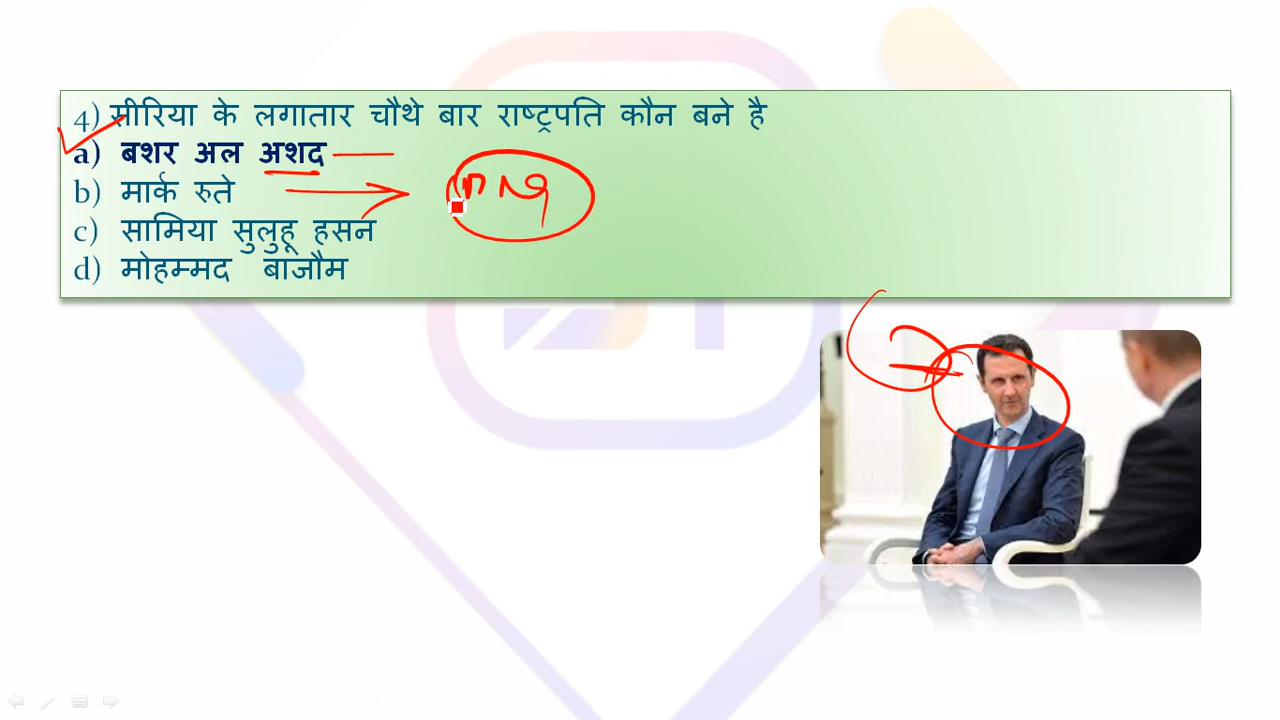 4) सीरिया के लगातार चौथे बार राष्ट्रपति कौन बने है
a) बशर अल अशद
b) मार्क रुते
c) सामिया सुलुहू हसन
d) मोहम्मद बाजौम